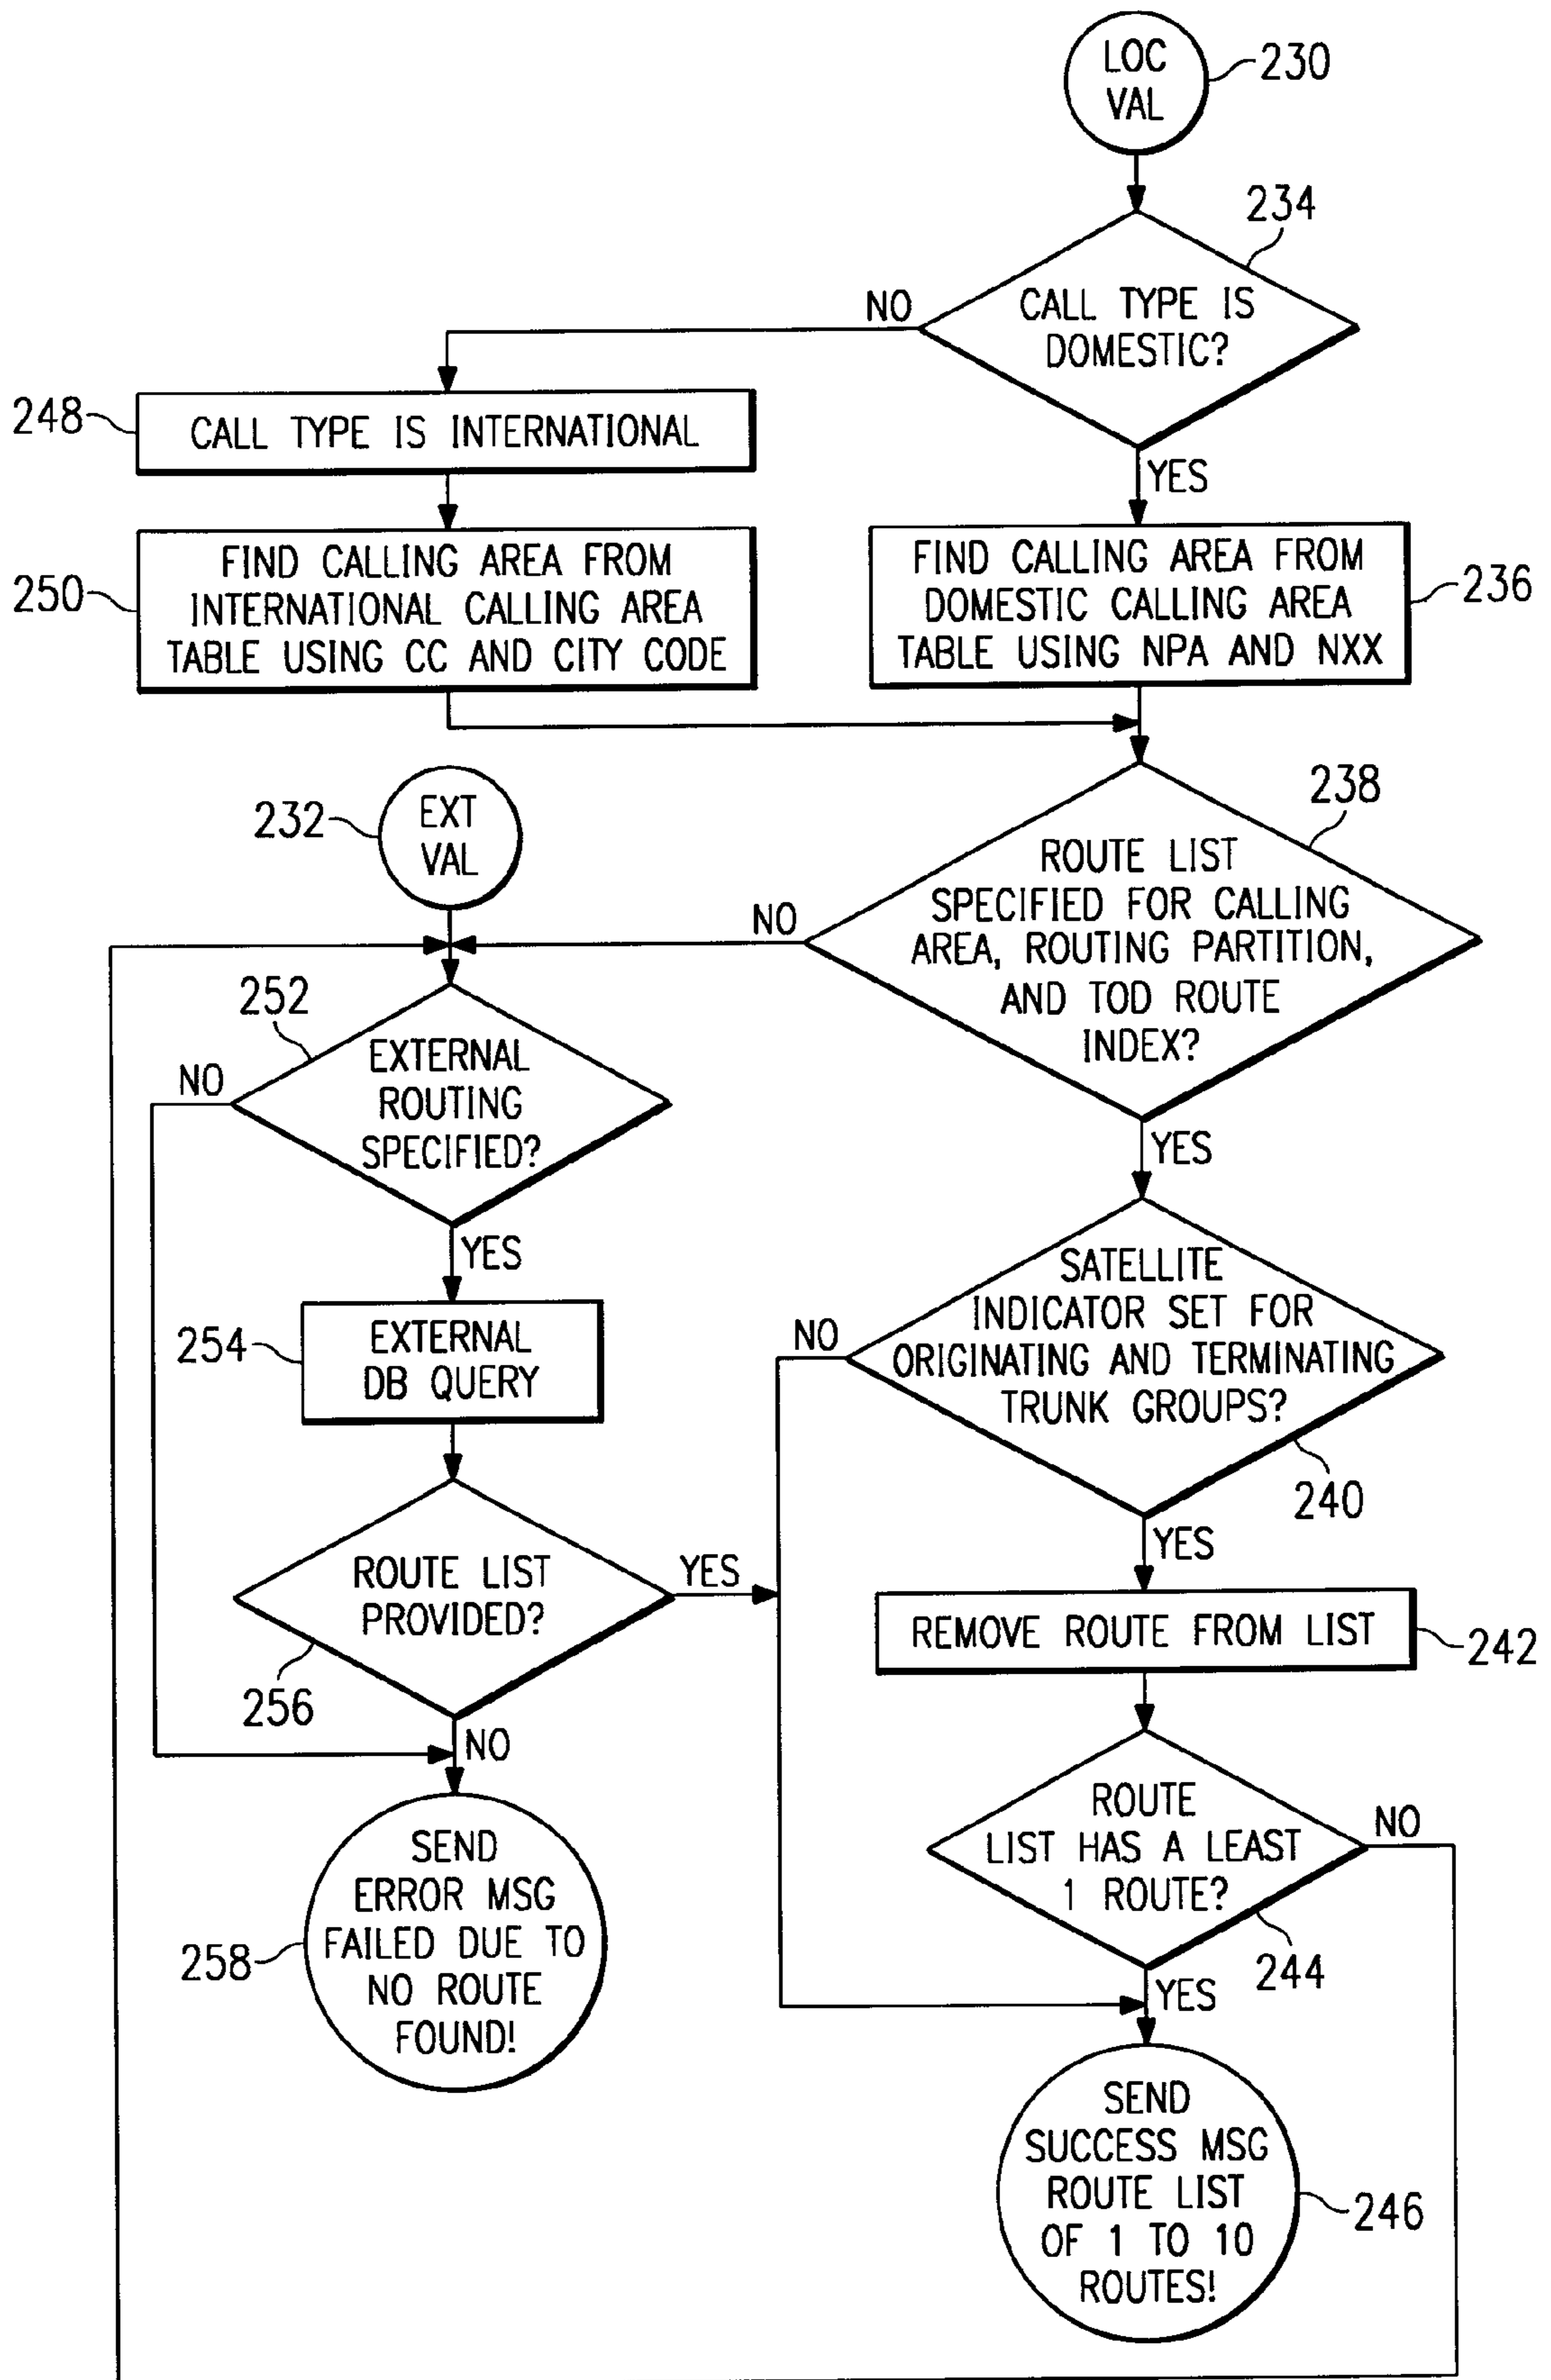 LOC
VAL
230
234
CALL TYPE IS
DOMESTIC?
NO
YES
248
CALL TYPE IS INTERNATIONAL
250
FIND CALLING AREA FROM
INTERNATIONAL CALLING AREA
TABLE USING CC AND CITY CODE
FIND CALLING AREA FROM
DOMESTIC CALLING AREA
TABLE USING NPA AND NXX
236
232
EXT
VAL
238
ROUTE LIST
SPECIFIED FOR CALLING
AREA, ROUTING PARTITION,
AND TOD ROUTE
INDEX?
NO
YES
252
EXTERNAL
ROUTING
SPECIFIED?
NO
YES
254
EXTERNAL
DB QUERY
SATELLITE
INDICATOR SET FOR
ORIGINATING AND TERMINATING
TRUNK GROUPS?
NO
240
YES
ROUTE LIST
PROVIDED?
YES
256
NO
REMOVE ROUTE FROM LIST
242
ROUTE
LIST HAS A LEAST
1 ROUTE?
NO
244
YES
258
SEND
ERROR MSG
FAILED DUE TO
NO ROUTE
FOUND!
SEND
SUCCESS MSG
ROUTE LIST
OF 1 TO 10
ROUTES!
246